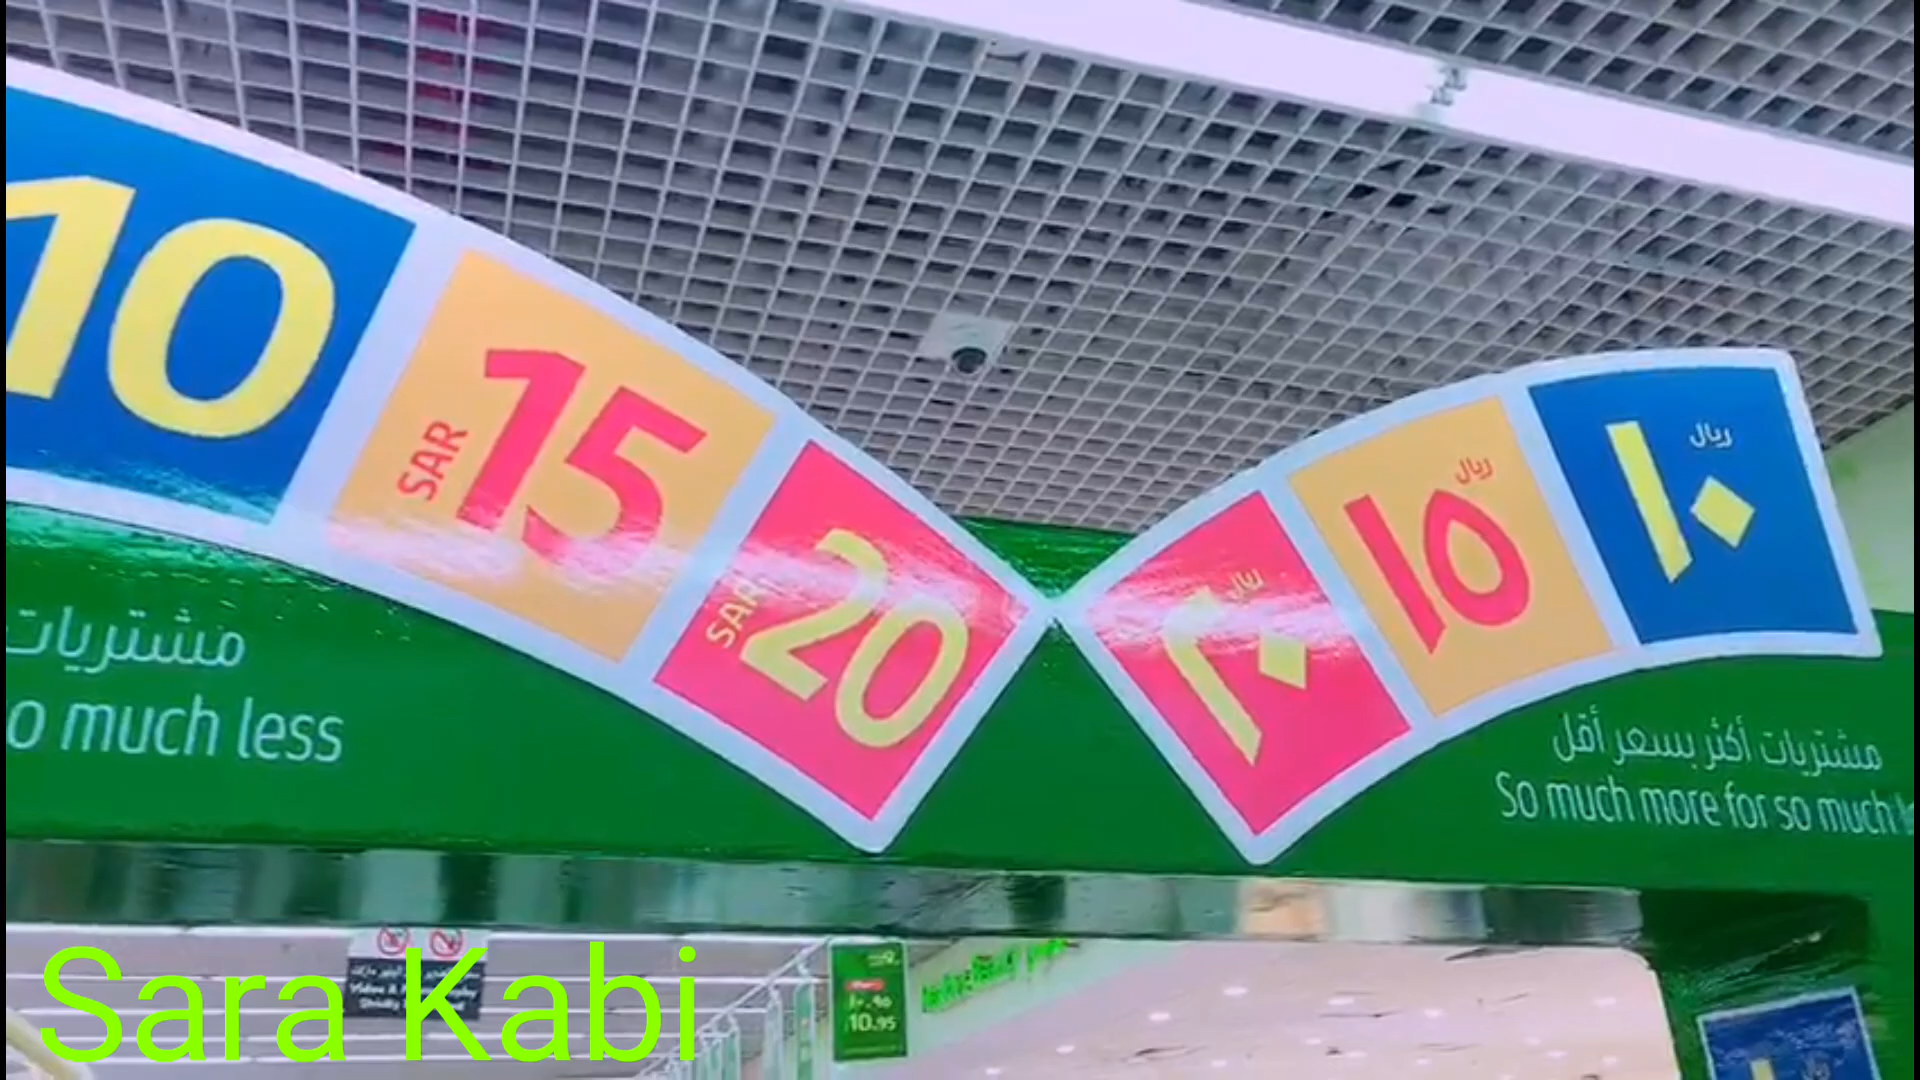 10
SAR 15
SAR 20
٢٠ ريال
١٥ ريال
١٠ ريال
مشتريات
o much less
مشتريات أكثر بسعر أقل
So much more for so much
10.95
Sara Kabi